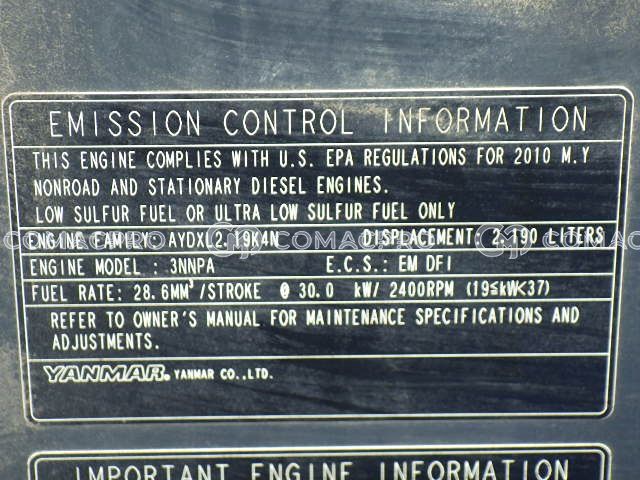 EMISSION CONTROL INFORMATION
THIS ENGINE COMPLIES WITH U.S. EPA REGULATIONS FOR 2010 M.Y
NONROAD AND STATIONARY DIESEL ENGINES.
LOW SULFUR FUEL OR ULTRA LOW SULFUR FUEL ONLY
ENGINE FAMILY: AYDXL2.19K4N DISPLACEMENT: 2.190 LITERS
ENGINE MODEL : 3NNPA E.C.S.: EM DFI
FUEL RATE: 28.6MM³/STROKE @ 30.0 kW/ 2400RPM (19≤kW<37)
REFER TO OWNER'S MANUAL FOR MAINTENANCE SPECIFICATIONS AND
ADJUSTMENTS.
YANMAR® YANMAR CO.,LTD.
IMPORTANT ENGINE INFORMATION